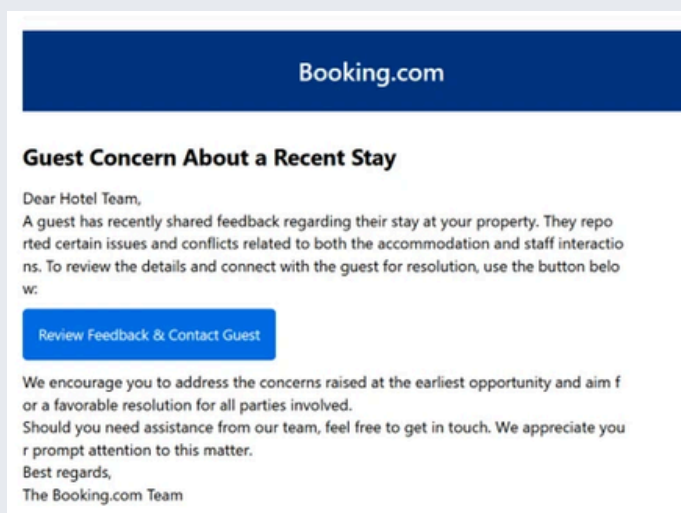 Booking.com
Guest Concern About a Recent Stay
Dear Hotel Team,
A guest has recently shared feedback regarding their stay at your property. They repo
rted certain issues and conflicts related to both the accommodation and staff interactio
ns. To review the details and connect with the guest for resolution, use the button belo
w:
Review Feedback & Contact Guest
We encourage you to address the concerns raised at the earliest opportunity and aim f
or a favorable resolution for all parties involved.
Should you need assistance from our team, feel free to get in touch. We appreciate you
r prompt attention to this matter.
Best regards,
The Booking.com Team